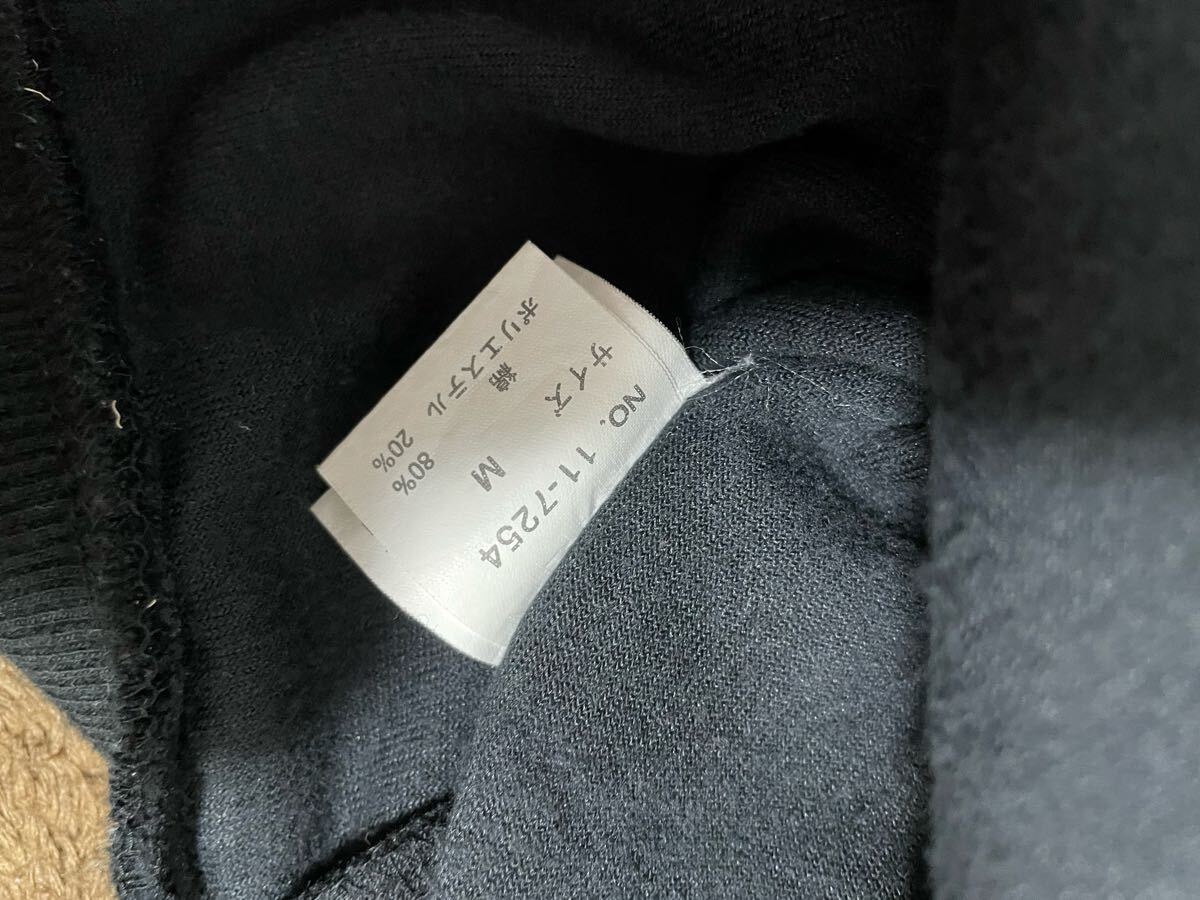 NO. 11-7254
サイズ M
綿 80%
ポリエステル 20%